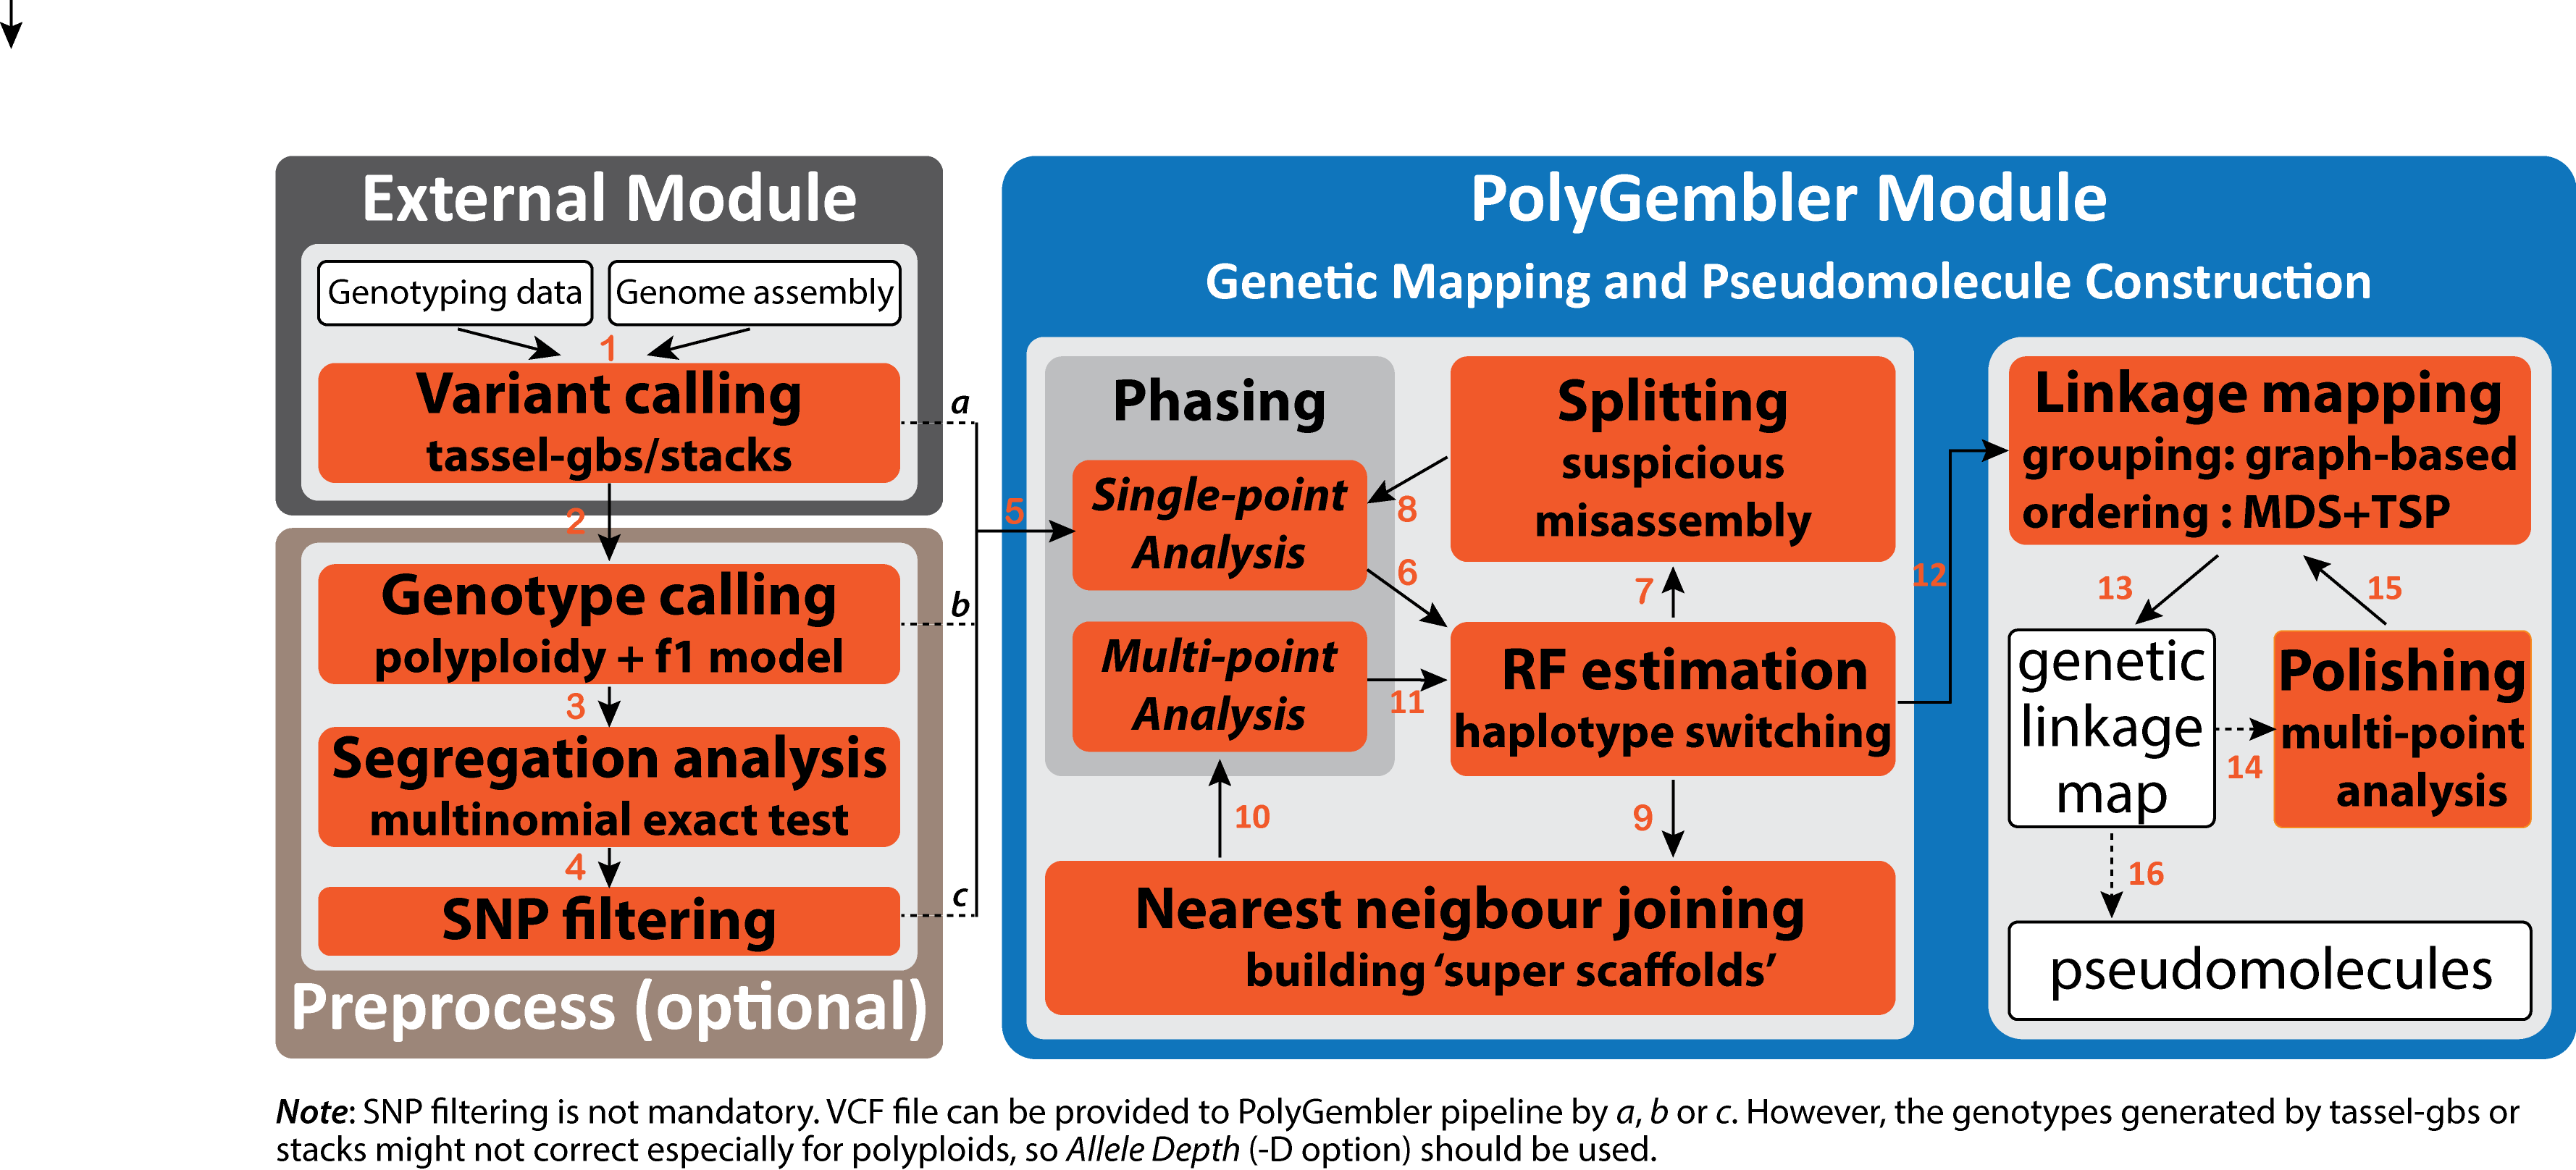 External Module
Genotyping data
Genome assembly
1
Variant calling
tassel-gbs/stacks
a
2
Genotype calling
polyploidy + f1 model
b
3
Segregation analysis
multinomial exact test
4
SNP filtering
c
Preprocess (optional)
PolyGembler Module
Genetic Mapping and Pseudomolecule Construction
5
Phasing
Single-point
Analysis
Multi-point
Analysis
8
6
11
Splitting
suspicious
misassembly
7
RF estimation
haplotype switching
10
9
Nearest neigbour joining
building ‘super scaffolds’
12
Linkage mapping
grouping: graph-based
ordering : MDS+TSP
13
15
genetic
linkage
map
14
Polishing
multi-point
analysis
16
pseudomolecules
Note: SNP filtering is not mandatory. VCF file can be provided to PolyGembler pipeline by a, b or c. However, the genotypes generated by tassel-gbs or
stacks might not correct especially for polyploids, so Allele Depth (-D option) should be used.